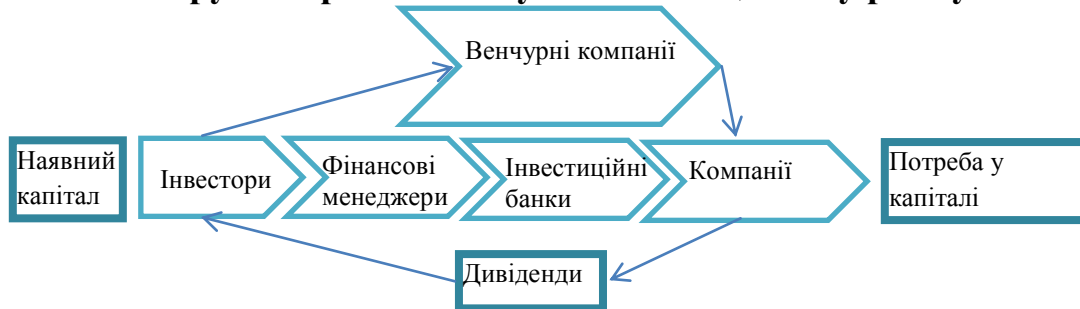 Венчурні компанії
Наявний
капітал
Інвестори
Фінансові
менеджери
Інвестиційні
банки
Компанії
Потреба у
капіталі
Дивіденди